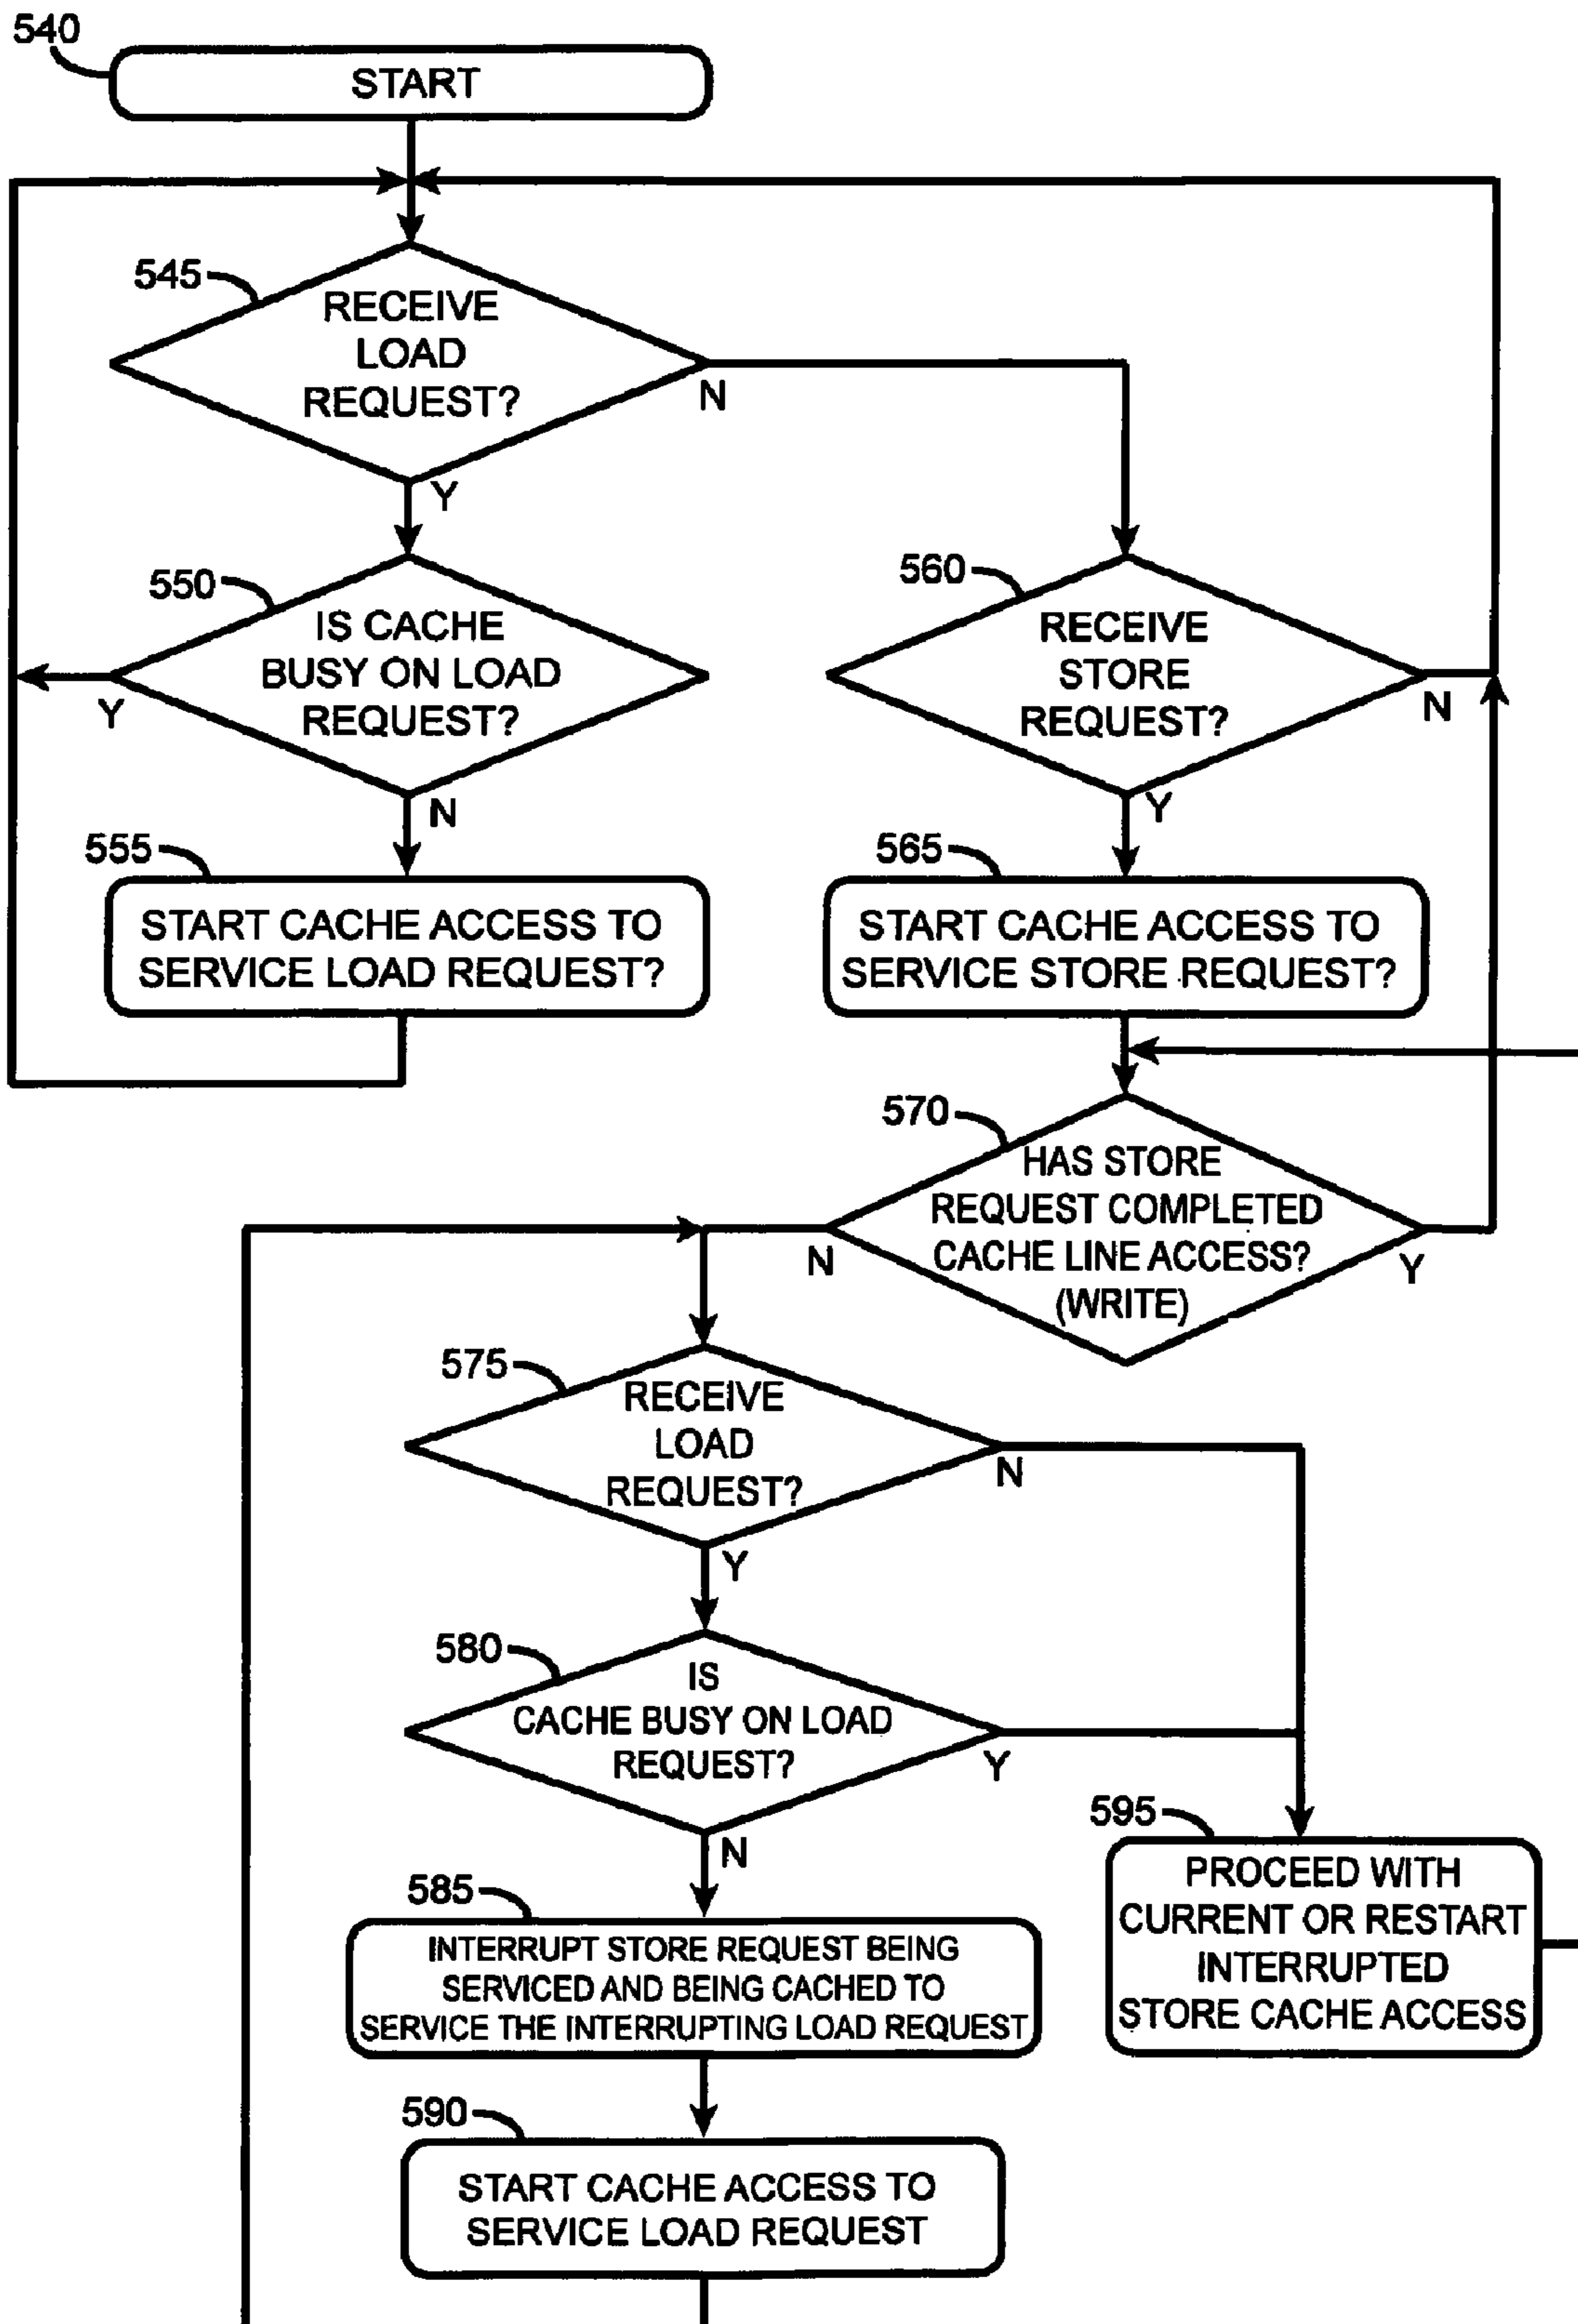 540
START
545
RECEIVE
LOAD
REQUEST?
N
Y
550
IS CACHE
BUSY ON LOAD
REQUEST?
Y
N
560
RECEIVE
STORE
REQUEST?
N
Y
555
START CACHE ACCESS TO
SERVICE LOAD REQUEST?
565
START CACHE ACCESS TO
SERVICE STORE REQUEST?
570
HAS STORE
REQUEST COMPLETED
CACHE LINE ACCESS?
(WRITE)
N
Y
575
RECEIVE
LOAD
REQUEST?
N
Y
580
IS
CACHE BUSY ON LOAD
REQUEST?
Y
N
595
PROCEED WITH
CURRENT OR RESTART
INTERRUPTED
STORE CACHE ACCESS
585
INTERRUPT STORE REQUEST BEING
SERVICED AND BEING CACHED TO
SERVICE THE INTERRUPTING LOAD REQUEST
590
START CACHE ACCESS TO
SERVICE LOAD REQUEST